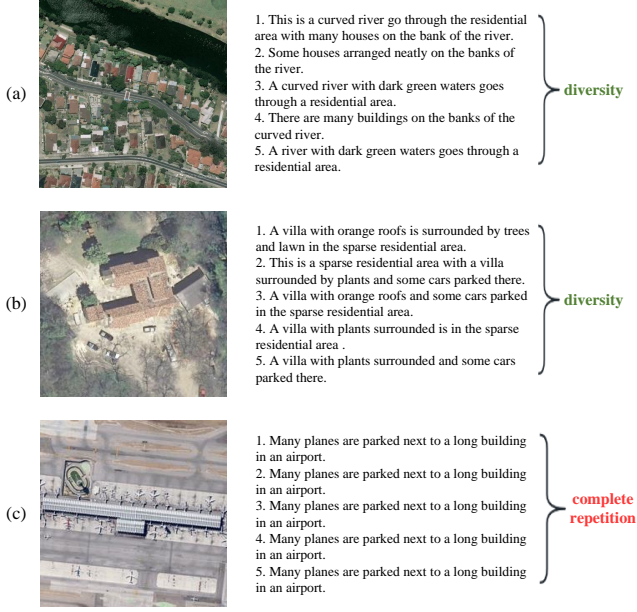 (a)
1. This is a curved river go through the residential
area with many houses on the bank of the river.
2. Some houses arranged neatly on the banks of
the river.
3. A curved river with dark green waters goes
through a residential area.
4. There are many buildings on the banks of the
curved river.
5. A river with dark green waters goes through a
residential area.
diversity
(b)
1. A villa with orange roofs is surrounded by trees
and lawn in the sparse residential area.
2. This is a sparse residential area with a villa
surrounded by plants and some cars parked there.
3. A villa with orange roofs and some cars parked
in the sparse residential area.
4. A villa with plants surrounded is in the sparse
residential area .
5. A villa with plants surrounded and some cars
parked there.
diversity
(c)
1. Many planes are parked next to a long building
in an airport.
2. Many planes are parked next to a long building
in an airport.
3. Many planes are parked next to a long building
in an airport.
4. Many planes are parked next to a long building
in an airport.
5. Many planes are parked next to a long building
in an airport.
complete
repetition